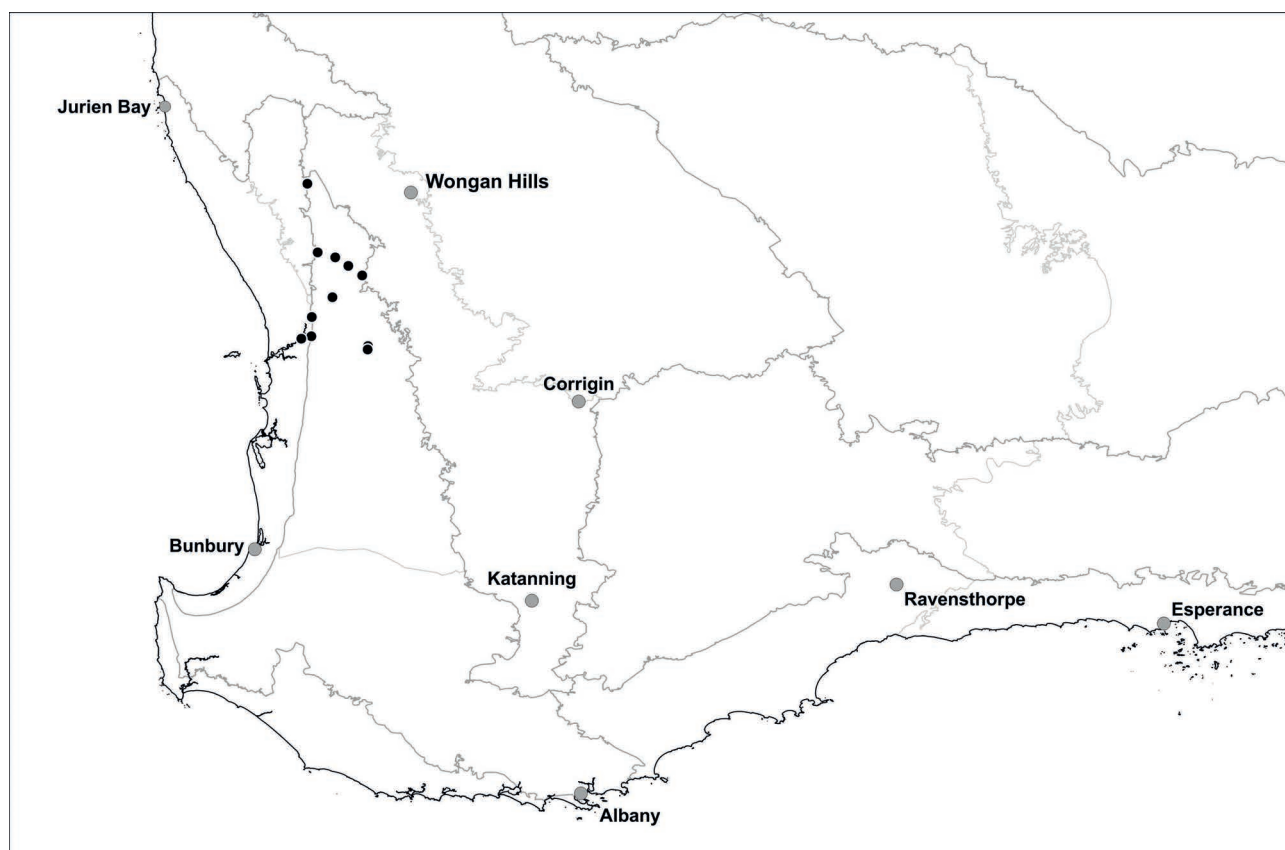 Jurien Bay
Wongan Hills
Corrigin
Bunbury
Katanning
Ravensthorpe
Esperance
Albany